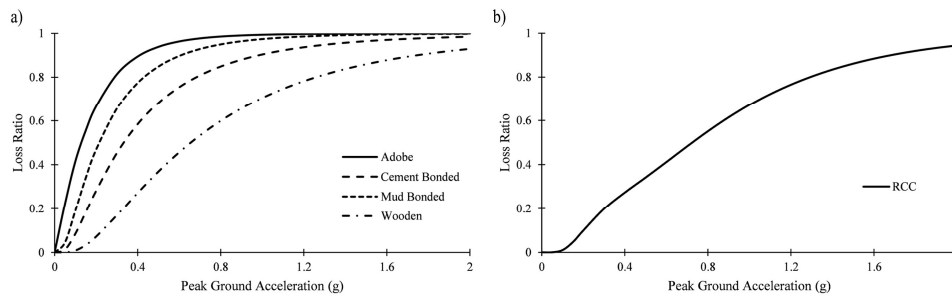 a)
1
0.8
0.6
0.4
0.2
0
Loss Ratio
Adobe
Cement Bonded
Mud Bonded
Wooden
0 0.4 0.8 1.2 1.6 2
Peak Ground Acceleration (g)
b)
1
0.8
0.6
0.4
0.2
0
Loss Ratio
RCC
0 0.4 0.8 1.2 1.6
Peak Ground Acceleration (g)